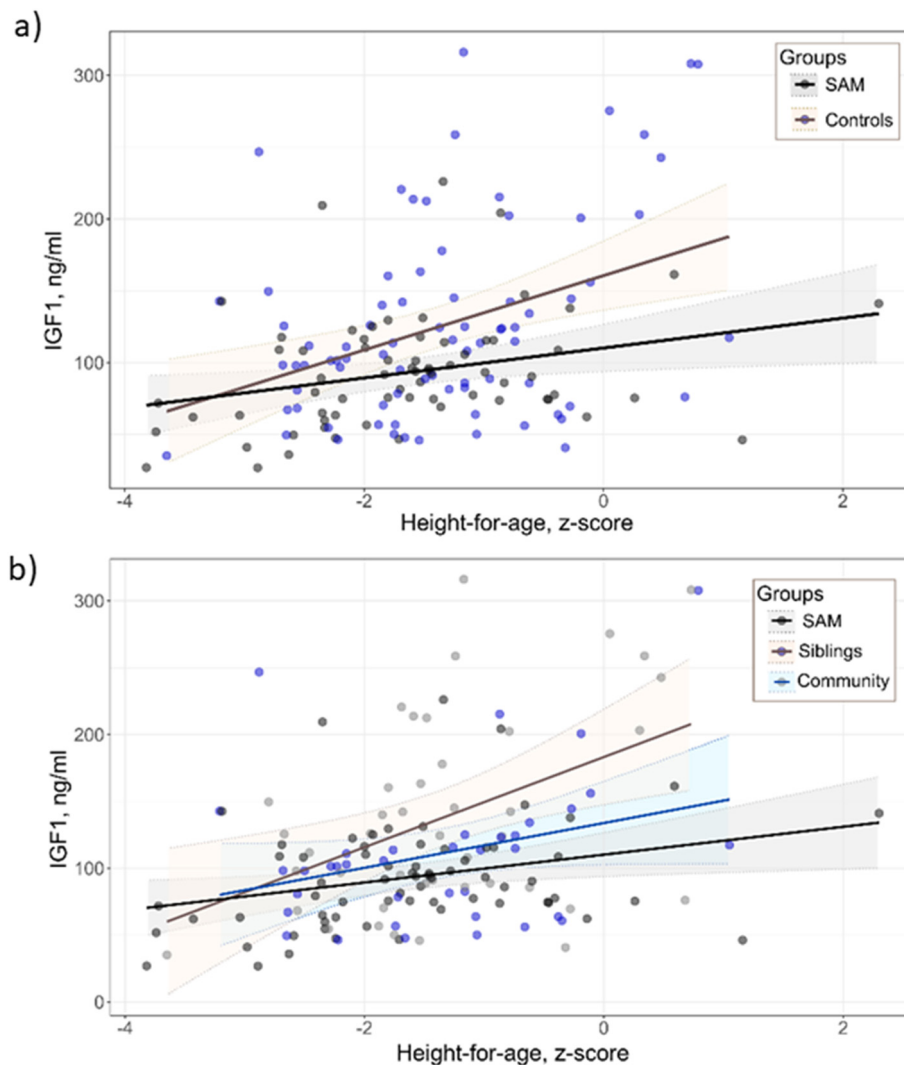 a)
300
200
100
IGF1, ng/ml
Groups
SAM
Controls
-4
-2
0
2
Height-for-age, z-score
b)
300
200
100
0
IGF1, ng/ml
Groups
SAM
Siblings
Community
-4
-2
0
2
Height-for-age, z-score